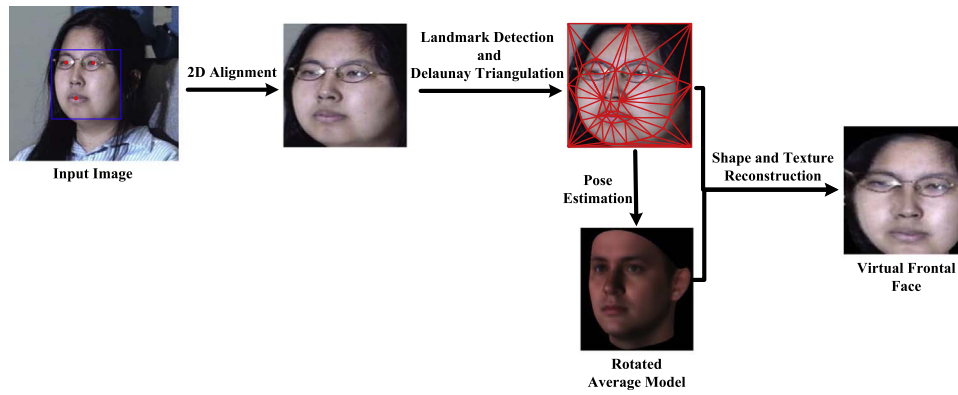 2D Alignment
Landmark Detection
and
Delaunay Triangulation
Input Image
Pose
Estimation
Shape and Texture
Reconstruction
Virtual Frontal
Face
Rotated
Average Model